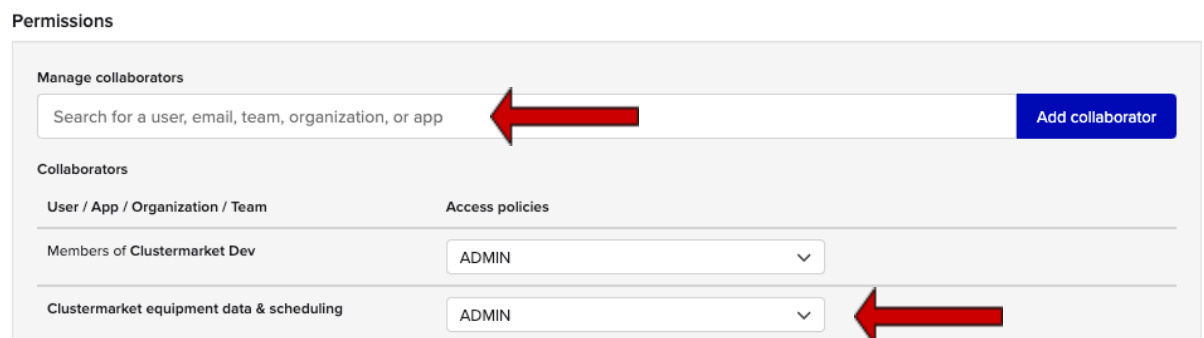 Permissions
Manage collaborators
Search for a user, email, team, organization, or app
Add collaborator
Collaborators
User / App / Organization / Team Access policies
Members of Clustermarket Dev ADMIN
Clustermarket equipment data & scheduling ADMIN